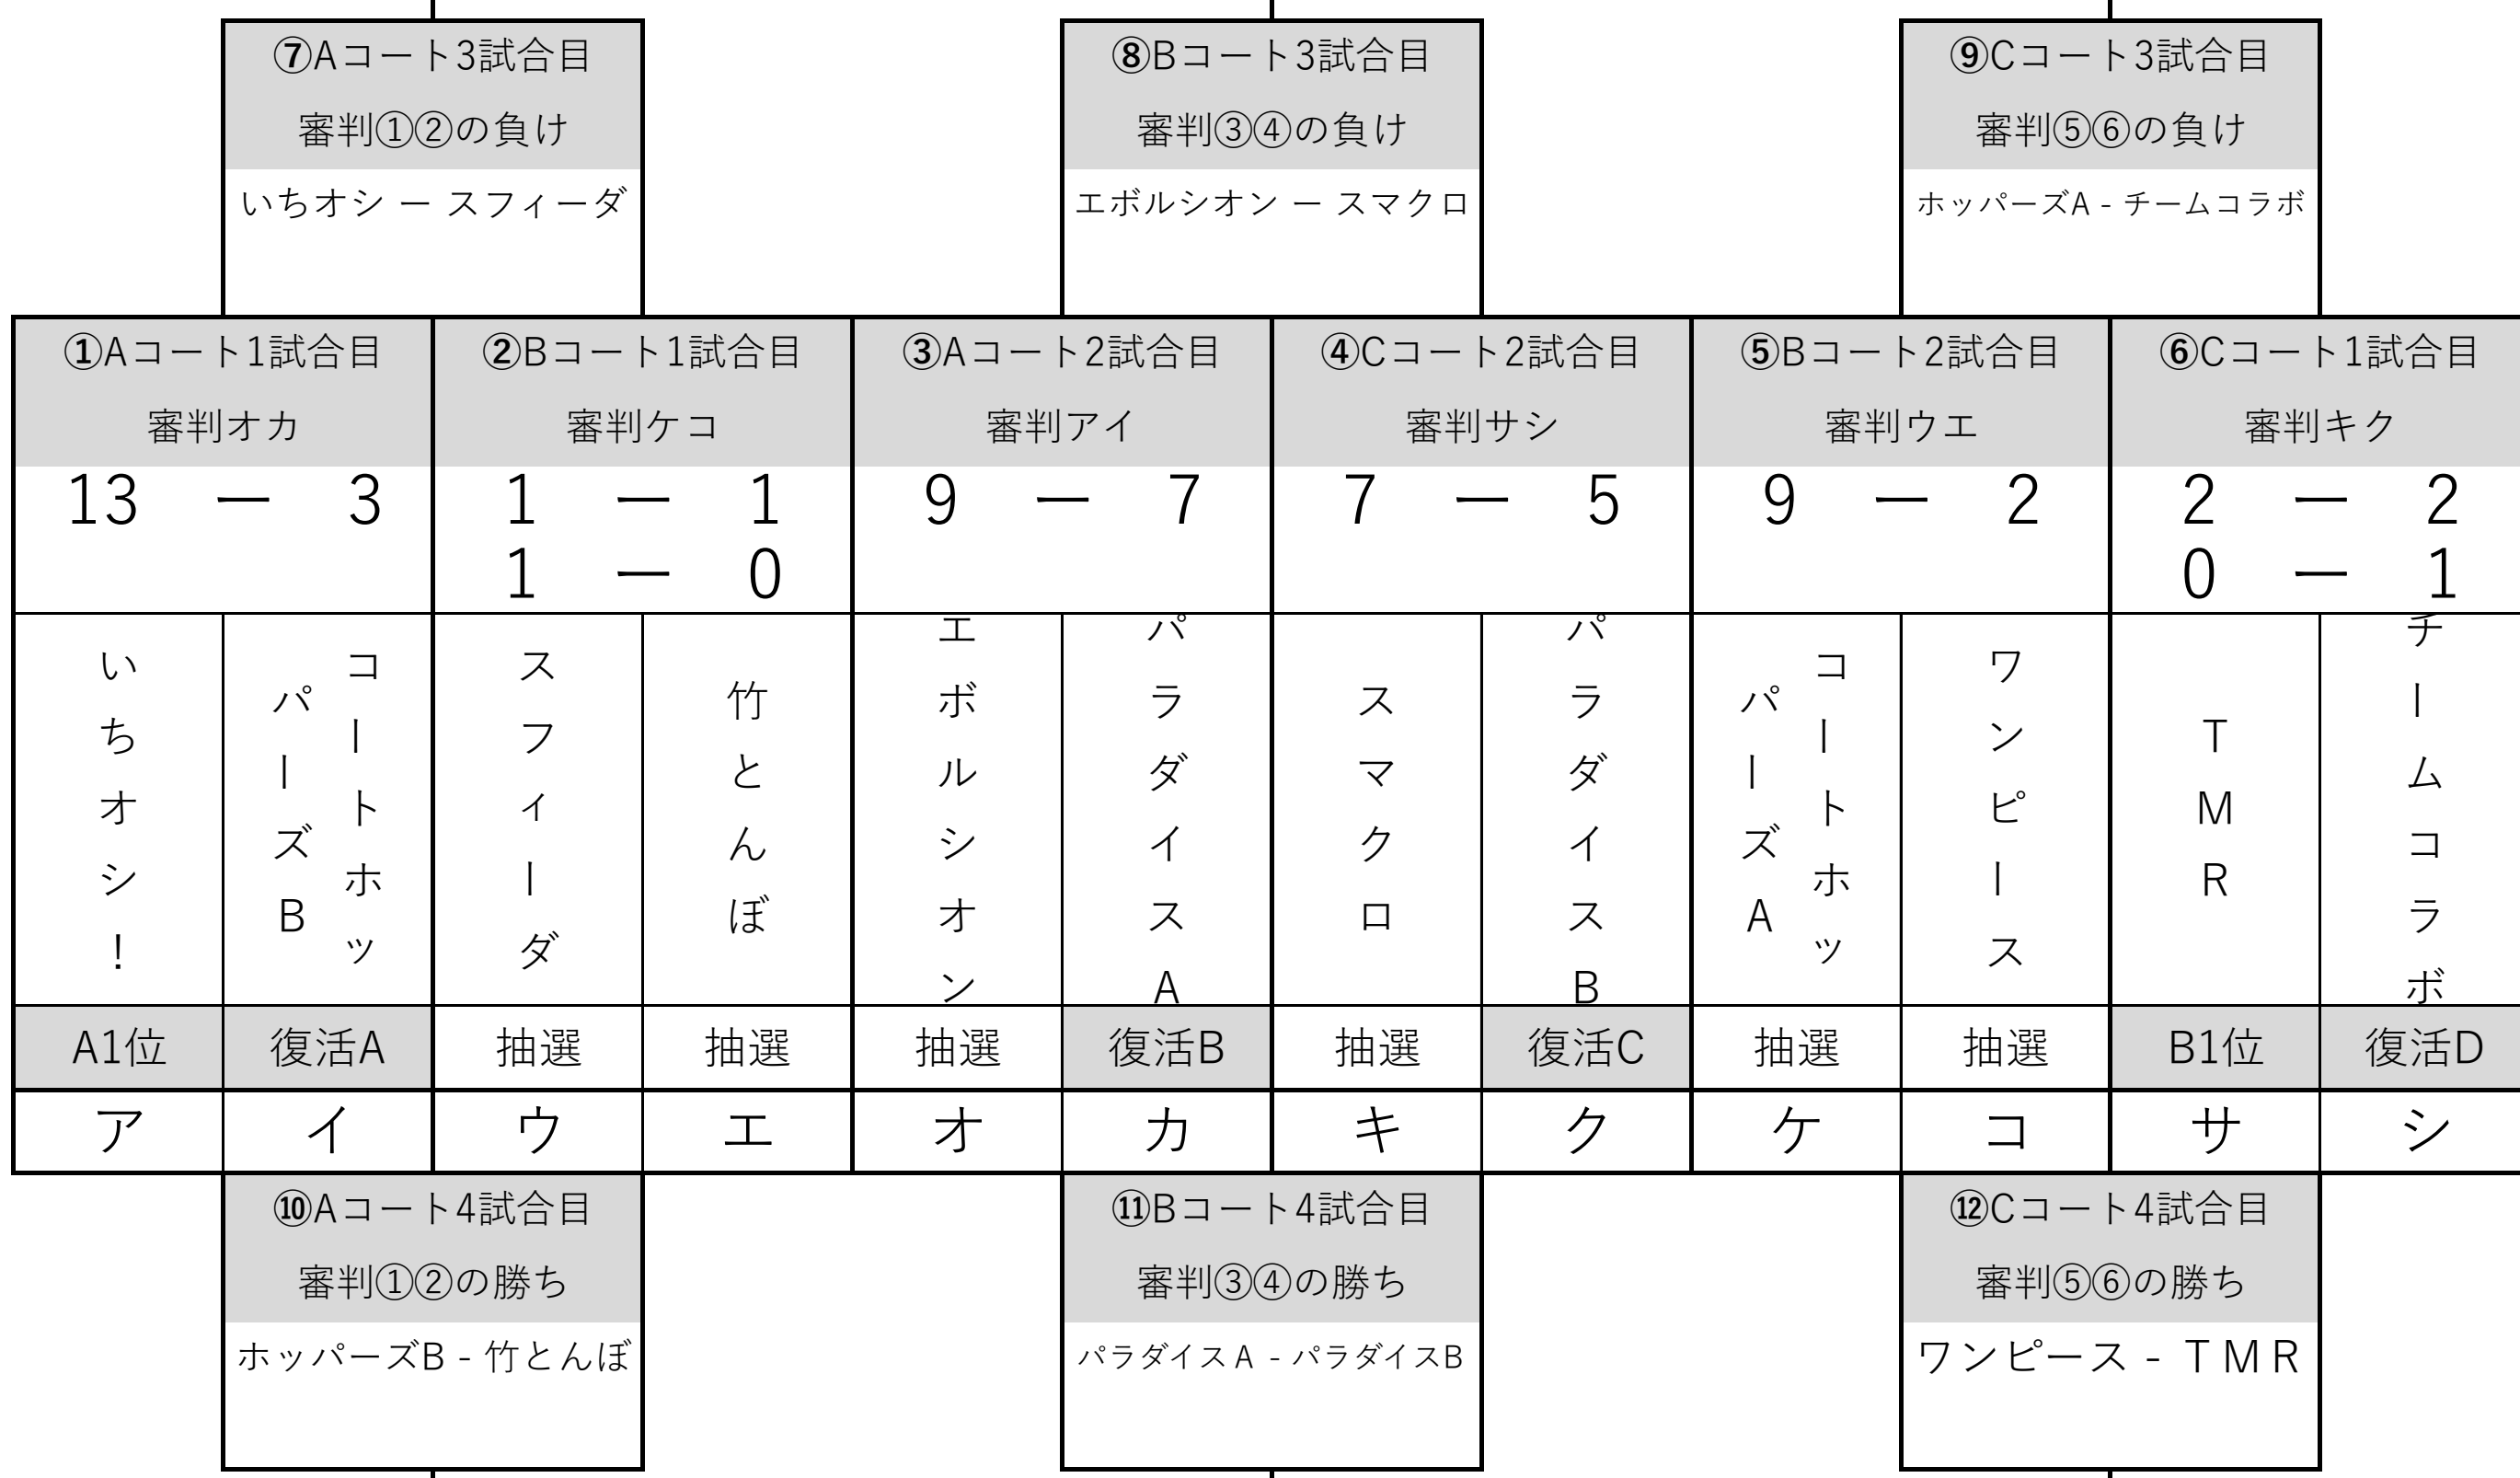 ⑦Aコート3試合目
審判①②の負け
いちオシ ー スフィーダ
⑧Bコート3試合目
審判③④の負け
エボルシオン ー スマクロ
⑨Cコート3試合目
審判⑤⑥の負け
ホッパーズA - チームコラボ
①Aコート1試合目
審判オカ
13 ー 3
②Bコート1試合目
審判ケコ
1 ー 1
1 ー 0
③Aコート2試合目
審判アイ
9 ー 7
④Cコート2試合目
審判サシ
7 ー 5
⑤Bコート2試合目
審判ウエ
9 ー 2
⑥Cコート1試合目
審判キク
2 ー 2
0 ー 1
いちオシ!
コートホッ
パーズB
スフィーダ
竹とんぼ
エボルシオン
パラダイスA
スマクロ
パラダイスB
コートホッ
パーズA
ワンピース
TMR
チームコラボ
A1位 復活A 抽選 抽選 抽選 復活B 抽選 復活C 抽選 抽選 B1位 復活D
ア イ ウ エ オ カ キ ク ケ コ サ シ
⑩Aコート4試合目
審判①②の勝ち
ホッパーズB - 竹とんぼ
⑪Bコート4試合目
審判③④の勝ち
パラダイスA - パラダイスB
⑫Cコート4試合目
審判⑤⑥の勝ち
ワンピース - TMR